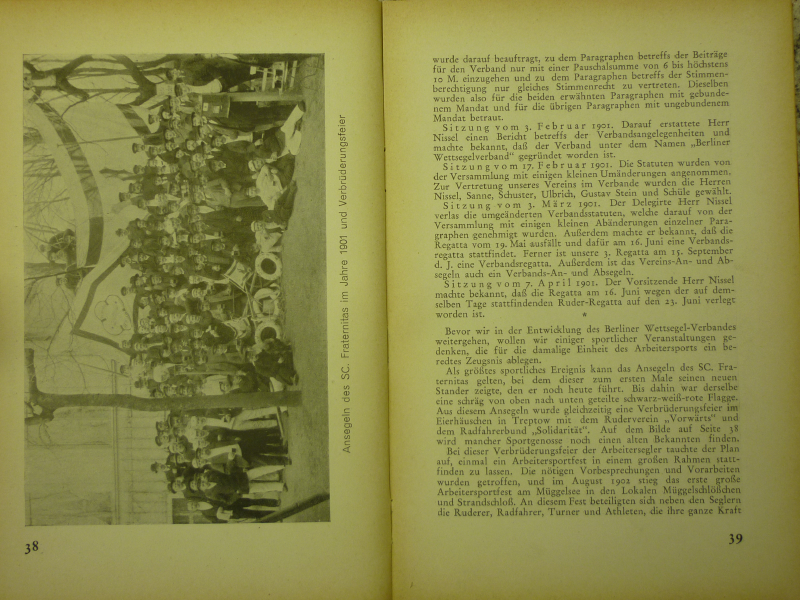 Ansegeln des SC. Fraternitas im Jahre 1901 und Verbrüderungsfeier
38
wurde darauf beauftragt, zu dem Paragraphen betreffs der Beiträge
für den Verband nur mit einer Pauschalsumme von 6 bis höchstens
10 M. einzugehen und zu dem Paragraphen betreffs der Stimmen-
berechtigung nur gleiches Stimmenrecht zu vertreten. Dieselben
wurden also für die beiden erwähnten Paragraphen mit gebunde-
nem Mandat und für die übrigen Paragraphen mit ungebundenem
Mandat betraut.
Sitzung vom 3. Februar 1901. Darauf erstattete Herr
Nissel einen Bericht betreffs der Verbandsangelegenheiten und
machte bekannt, daß der Verband unter dem Namen „Berliner
Wettsegelverband" gegründet worden ist.
Sitzung vom 17. Februar 1901. Die Statuten wurden von
der Versammlung mit einigen kleinen Umänderungen angenommen.
Zur Vertretung unseres Vereins im Verbande wurden die Herren
Nissel, Sanne, Schuster, Ulbrich, Gustav Stein und Schüle gewählt.
Sitzung vom 3. März 1901. Der Delegirte Herr Nissel
verlas die umgeänderten Verbandsstatuten, welche darauf von der
Versammlung mit einigen kleinen Abänderungen einzelner Para-
graphen genehmigt wurden. Außerdem machte er bekannt, daß die
Regatta vom 19. Mai ausfällt und dafür am 16. Juni eine Verbands-
regatta stattfindet. Ferner ist unsere 3. Regatta am 15. September
d. J. eine Verbandsregatta. Außerdem ist das Vereins-An- und Ab-
segeln auch ein Verbands-An- und Absegeln.
Sitzung vom 7. April 1901. Der Vorsitzende Herr Nissel
machte bekannt, daß die Regatta am 16. Juni wegen der auf dem-
selben Tage stattfindenden Ruder-Regatta auf den 23. Juni verlegt
worden ist.
*
Bevor wir in der Entwicklung des Berliner Wettsegel-Verbandes
weitergehen, wollen wir einiger sportlicher Veranstaltungen ge-
denken, die für die damalige Einheit des Arbeitersports ein be-
redtes Zeugsnis ablegen.
Als größtes sportliches Ereignis kann das Ansegeln des SC. Fra-
ternitas gelten, bei dem dieser zum ersten Male seinen neuen
Stander zeigte, den er noch heute führt. Bis dahin war derselbe
eine schräg von oben nach unten geteilte schwarz-weiß-rote Flagge.
Aus diesem Ansegeln wurde gleichzeitig eine Verbrüderungsfeier im
Eierhäuschen in Treptow mit dem Ruderverein „Vorwärts" und
dem Radfahrerbund „Solidarität". Auf dem Bilde auf Seite 38
wird mancher Sportgenosse noch einen alten Bekannten finden.
Bei dieser Verbrüderungsfeier der Arbeitersegler tauchte der Plan
auf, einmal ein Arbeitersportfest in einem großen Rahmen statt-
finden zu lassen. Die nötigen Vorbesprechungen und Vorarbeiten
wurden getroffen, und im August 1902 stieg das erste große
Arbeitersportfest am Müggelsee in den Lokalen Müggelschlößchen
und Strandschloß. An diesem Fest beteiligten sich neben den Seglern
die Ruderer, Radfahrer, Turner und Athleten, die ihre ganze Kraft
39